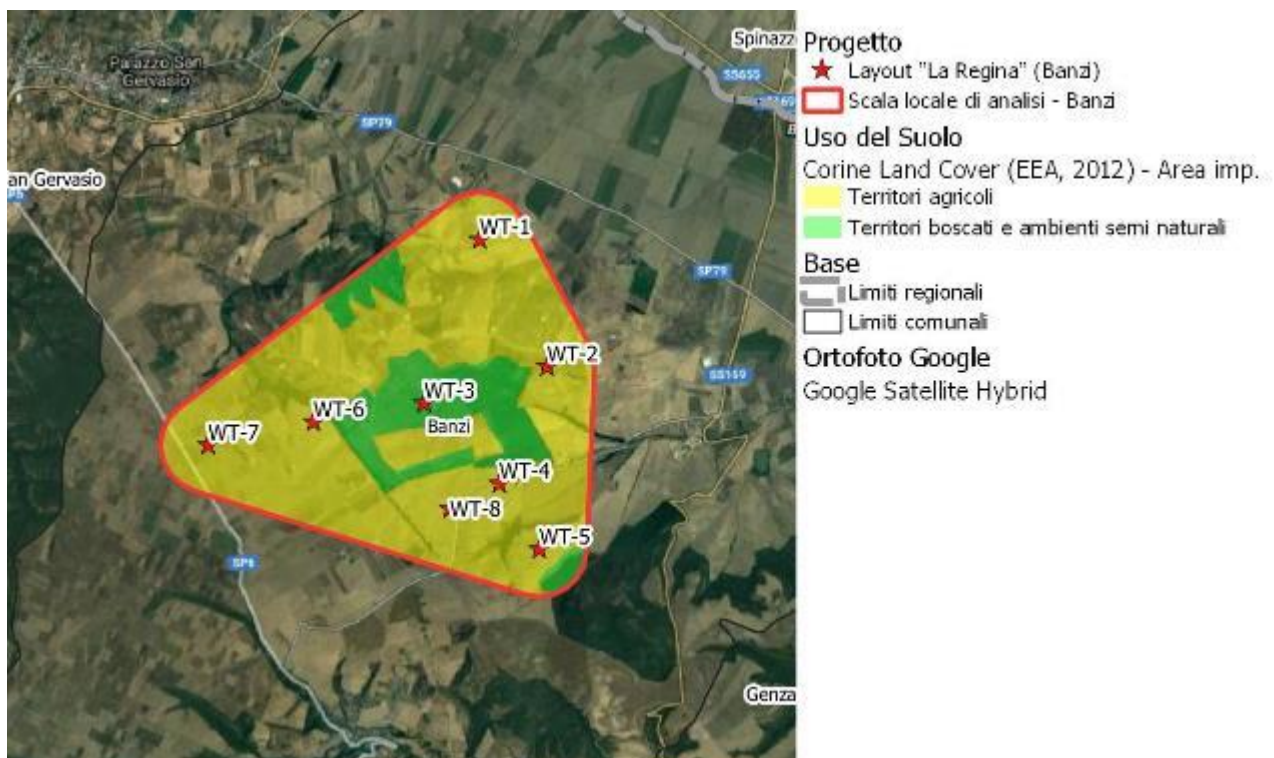 Palazzo San
Gervasio
Spinazz
SS655
SP79
an Gervasio
WT-1
SP79
WT-2
SS169
WT-3
WT-6
Banzi
WT-7
WT-4
WT-8
WT-5
SP6
Genza
Progetto
Layout "La Regina" (Banzi)
Scala locale di analisi - Banzi
Uso del Suolo
Corine Land Cover (EEA, 2012) - Area imp.
Territori agricoli
Territori boscati e ambienti semi naturali
Base
Limiti regionali
Limiti comunali
Ortofoto Google
Google Satellite Hybrid